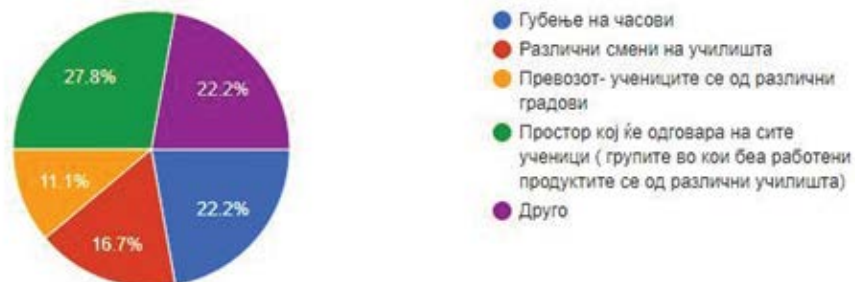 27.8%
22.2%
11.1%
22.2%
16.7%
Губење на часови
Различни смени на училишта
Превозот- учениците се од различни
градови
Простор кој ќе одговара на сите
ученици ( групите во кои беа работени
продуктите се од различни училишта)
Друго